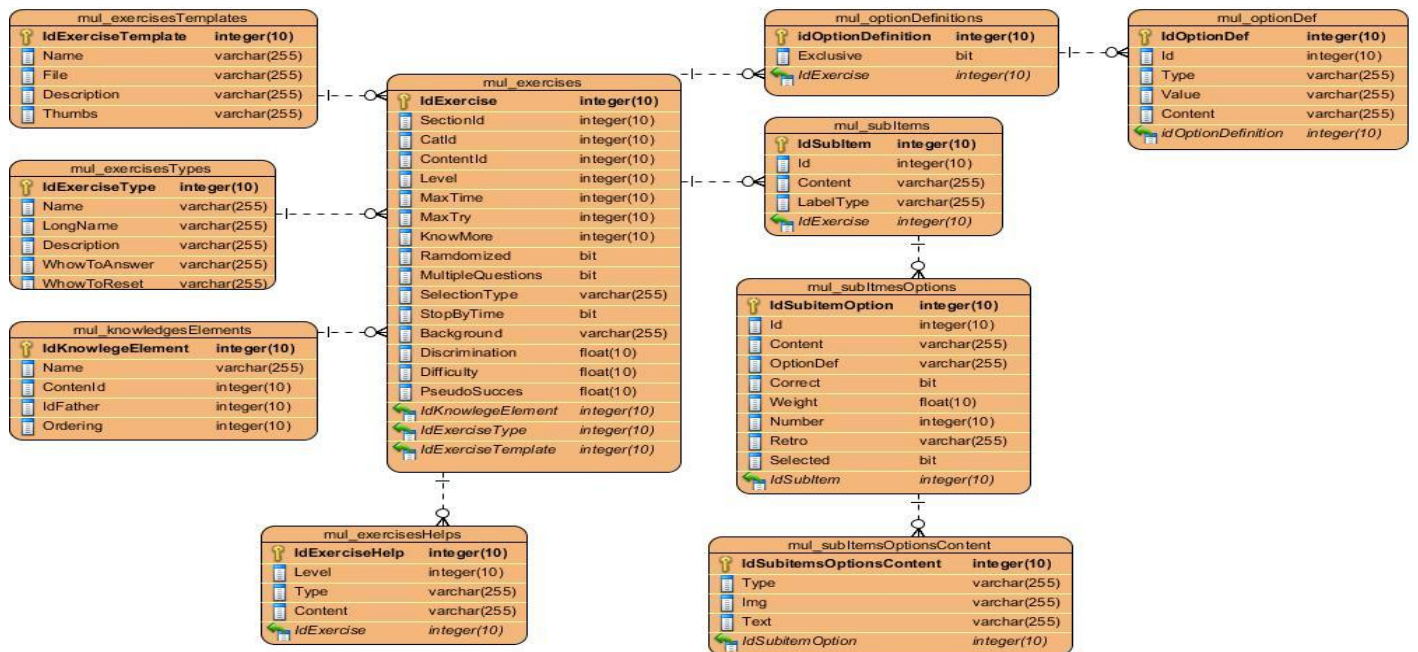 mul_exercisesTemplates
IdExerciseTemplate integer(10)
Name varchar(255)
File varchar(255)
Description varchar(255)
Thumbs varchar(255)
mul_exercisesTypes
IdExerciseType integer(10)
Name varchar(255)
LongName varchar(255)
Description varchar(255)
WhowToAnswer varchar(255)
WhowToReset varchar(255)
mul_knowledgesElements
IdKnowlegeElement integer(10)
Name varchar(255)
ContenId integer(10)
IdFather integer(10)
Ordering integer(10)
mul_exercises
IdExercise integer(10)
SectionId integer(10)
CatId integer(10)
ContentId integer(10)
Level integer(10)
MaxTime integer(10)
MaxTry integer(10)
KnowMore integer(10)
Ramdomized bit
MultipleQuestions bit
SelectionType varchar(255)
StopByTime bit
Background varchar(255)
Discrimination float(10)
Difficulty float(10)
PseudoSucces float(10)
IdKnowlegeElement integer(10)
IdExerciseType integer(10)
IdExerciseTemplate integer(10)
mul_exercisesHelps
IdExerciseHelp integer(10)
Level integer(10)
Type varchar(255)
Content varchar(255)
IdExercise integer(10)
mul_optionDefinitions
idOptionDefinition integer(10)
Exclusive bit
IdExercise integer(10)
mul_optionDef
IdOptionDef integer(10)
Id integer(10)
Type varchar(255)
Value varchar(255)
Content varchar(255)
idOptionDefinition integer(10)
mul_subItems
IdSubItem integer(10)
Id integer(10)
Content varchar(255)
LabelType varchar(255)
IdExercise integer(10)
mul_subItmesOptions
IdSubitemOption integer(10)
Id integer(10)
Content varchar(255)
OptionDef varchar(255)
Correct bit
Weight float(10)
Number integer(10)
Retro varchar(255)
Selected bit
IdSubItem integer(10)
mul_subItemsOptionsContent
IdSubitemsOptionsContent integer(10)
Type varchar(255)
Img varchar(255)
Text varchar(255)
IdSubitemOption integer(10)